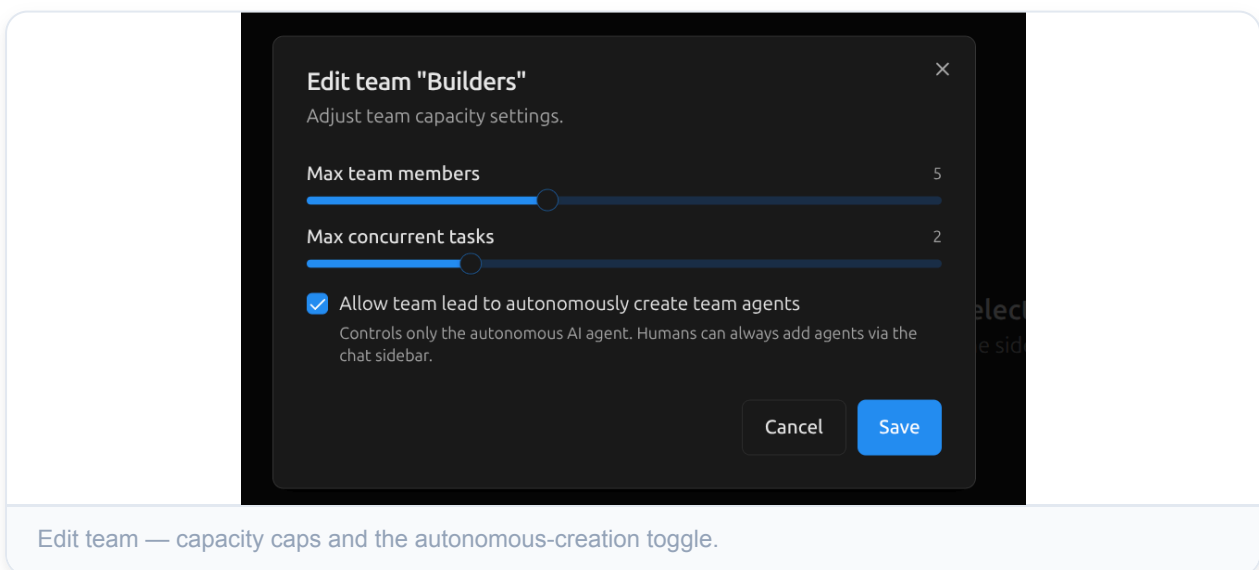 Edit team "Builders"
Adjust team capacity settings.
Max team members
5
Max concurrent tasks
2
Allow team lead to autonomously create team agents
Controls only the autonomous AI agent. Humans can always add agents via the
chat sidebar.
Cancel
Save
Edit team — capacity caps and the autonomous-creation toggle.